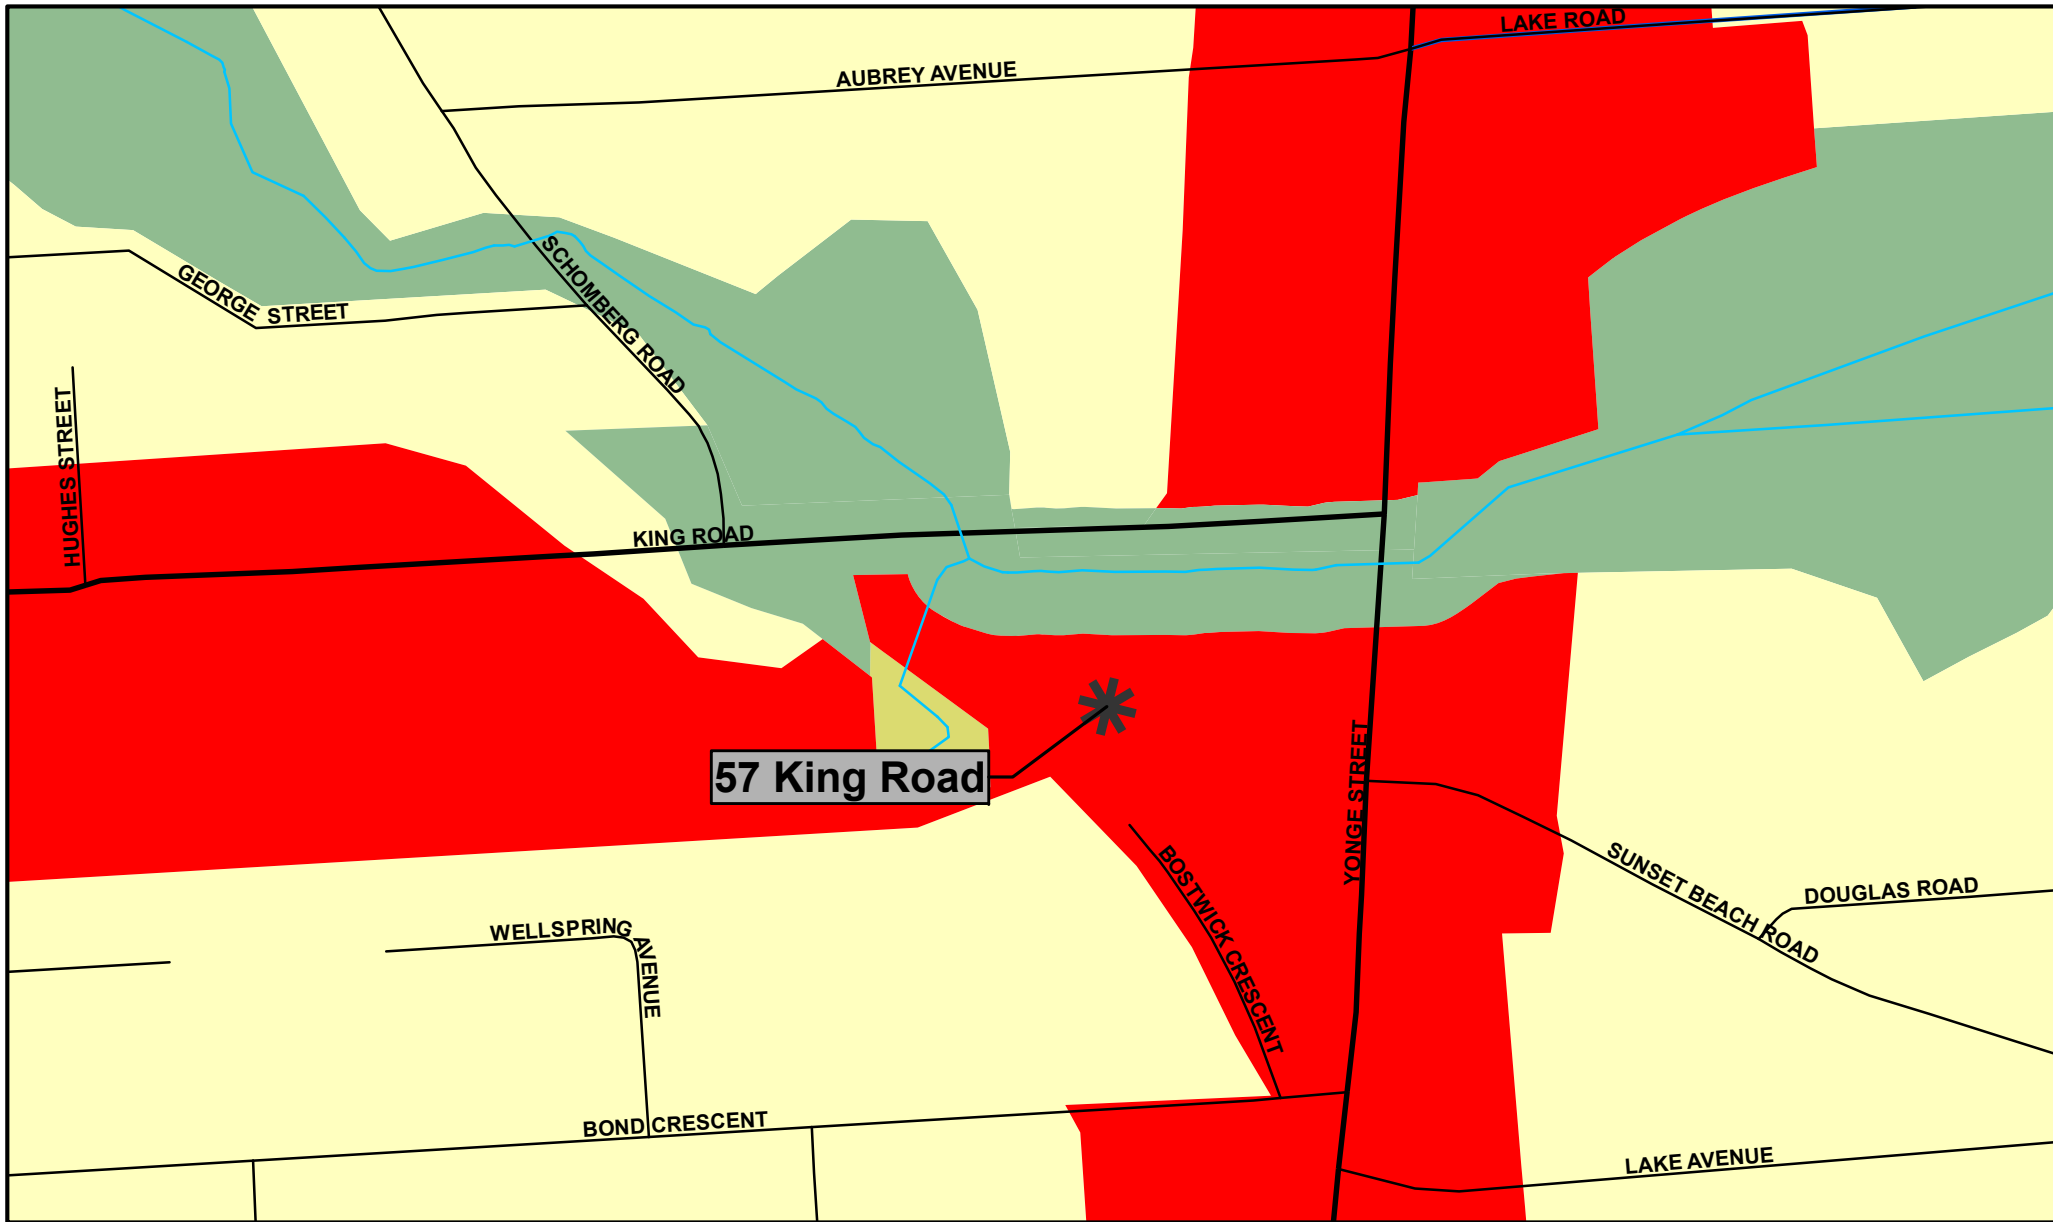 LAKE ROAD
AUBREY AVENUE
SCHOMBERG ROAD
GEORGE STREET
HUGHES STREET
KING ROAD
57 King Road
YONGE STREET
BOSTWICK CRESCENT
SUNSET BEACH ROAD
DOUGLAS ROAD
WELLSPRING AVENUE
BOND CRESCENT
LAKE AVENUE